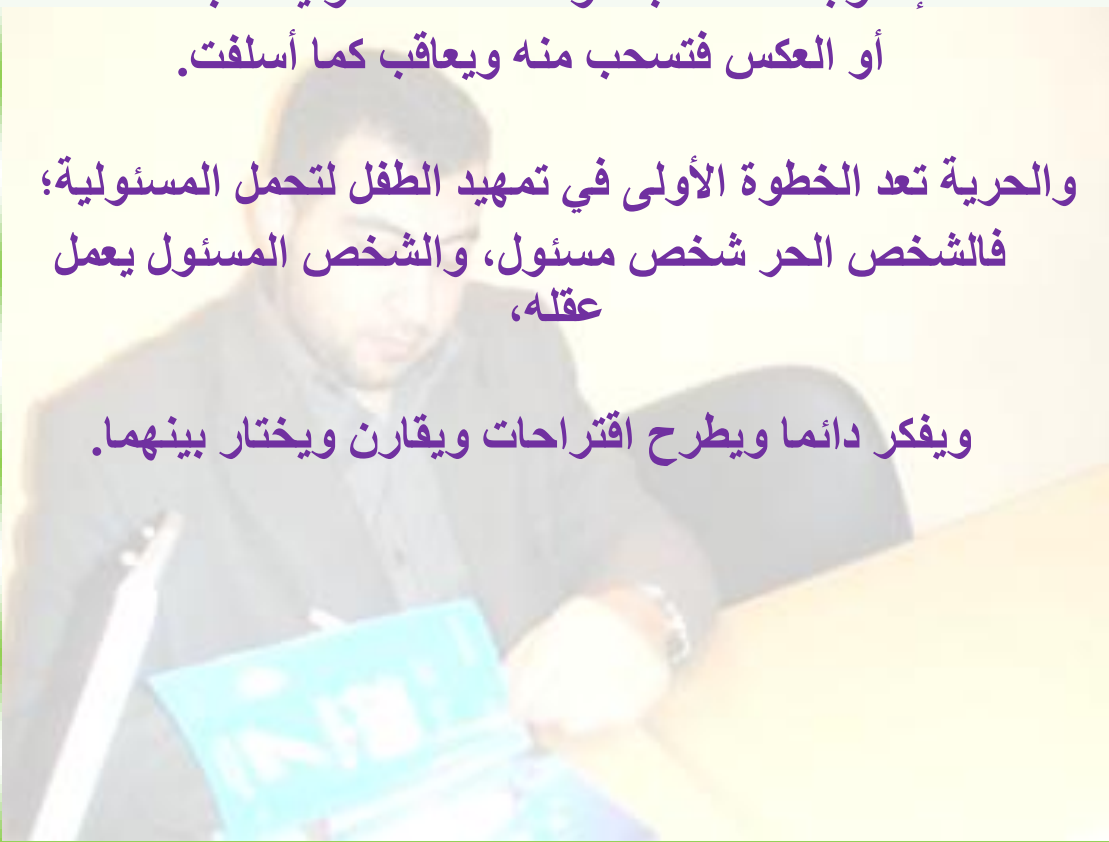 أو العكس فتسحب منه ويعاقب كما أسلفت.
والحرية تعد الخطوة الأولى في تمهيد الطفل لتحمل المسئولية؛
فالشخص الحر شخص مسئول، والشخص المسئول يعمل
عقله،
ويفكر دائما ويطرح اقتراحات ويقارن ويختار بينهما.